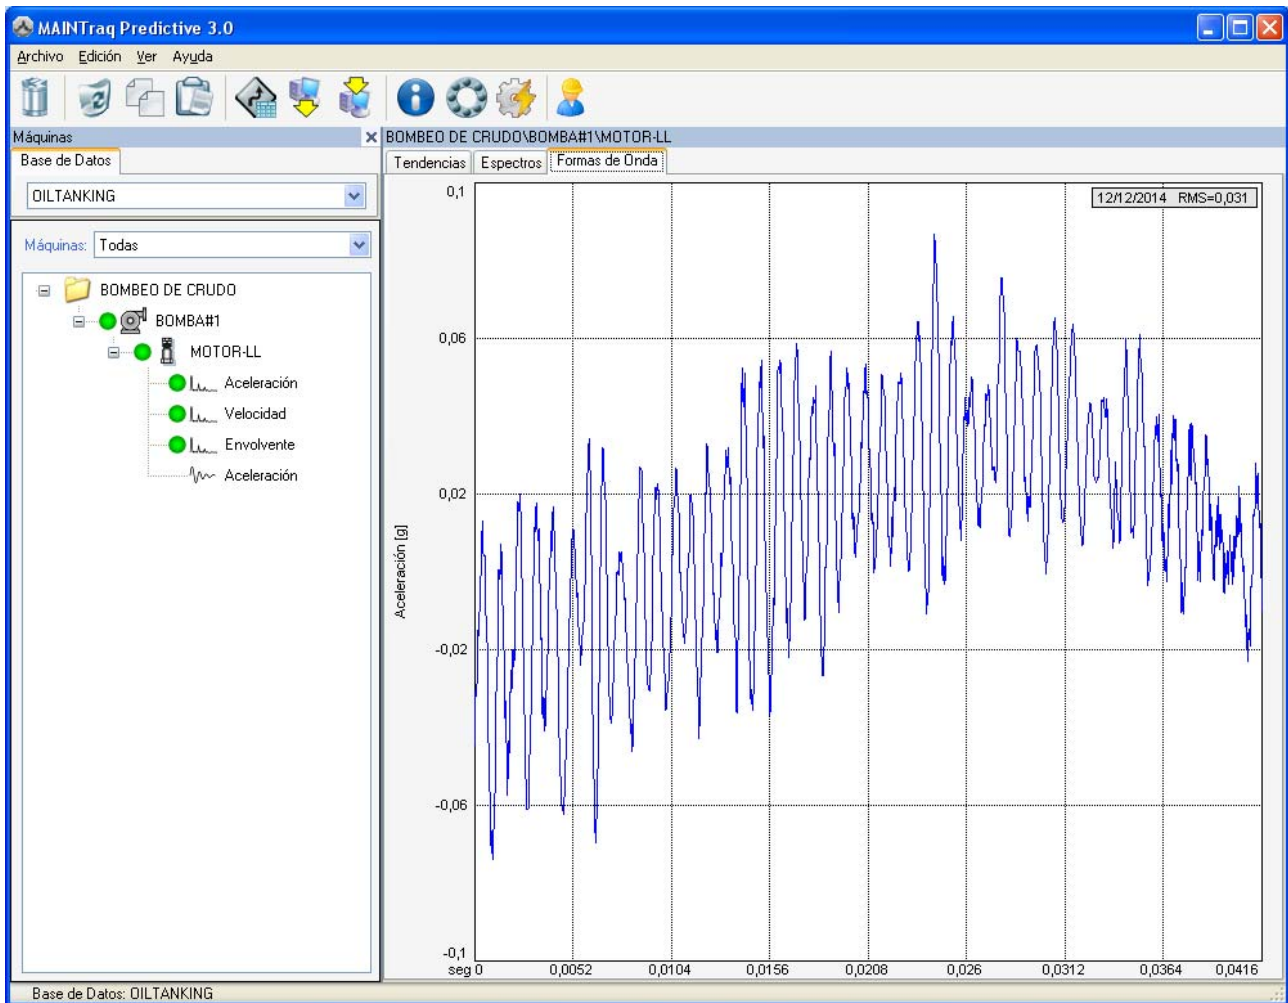 MAINTraq Predictive 3.0
Archivo Edición Ver Ayuda
Máquinas
Base de Datos
OILTANKING
Máquinas: Todas
BOMBEO DE CRUDO
BOMBA#1
MOTOR-LL
Aceleración
Velocidad
Envolvente
Aceleración
BOMBEO DE CRUDO\BOMBA#1\MOTOR-LL
Tendencias Espectros Formas de Onda
12/12/2014 RMS=0,031
0,1
0,06
0,02
-0,02
-0,06
-0,1
Aceleración [g]
seg 0 0,0052 0,0104 0,0156 0,0208 0,026 0,0312 0,0364 0,0416
Base de Datos: OILTANKING